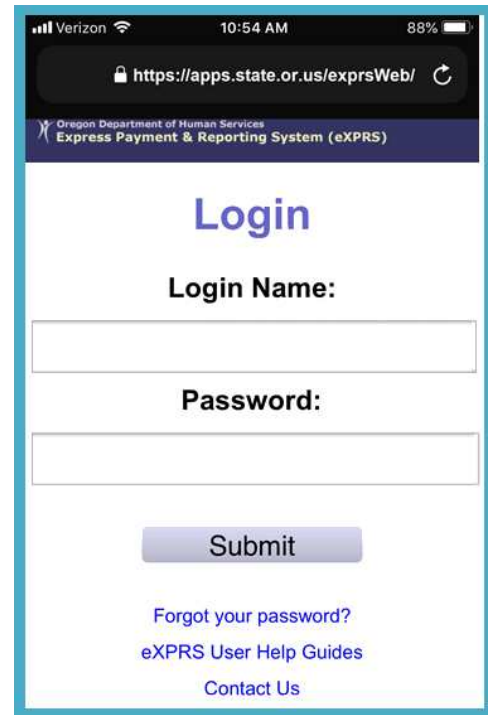 Verizon 10:54 AM 88%
https://apps.state.or.us/exprsWeb/
Oregon Department of Human Services
Express Payment & Reporting System (eXPRS)
Login
Login Name:
Password:
Submit
Forgot your password?
eXPRS User Help Guides
Contact Us